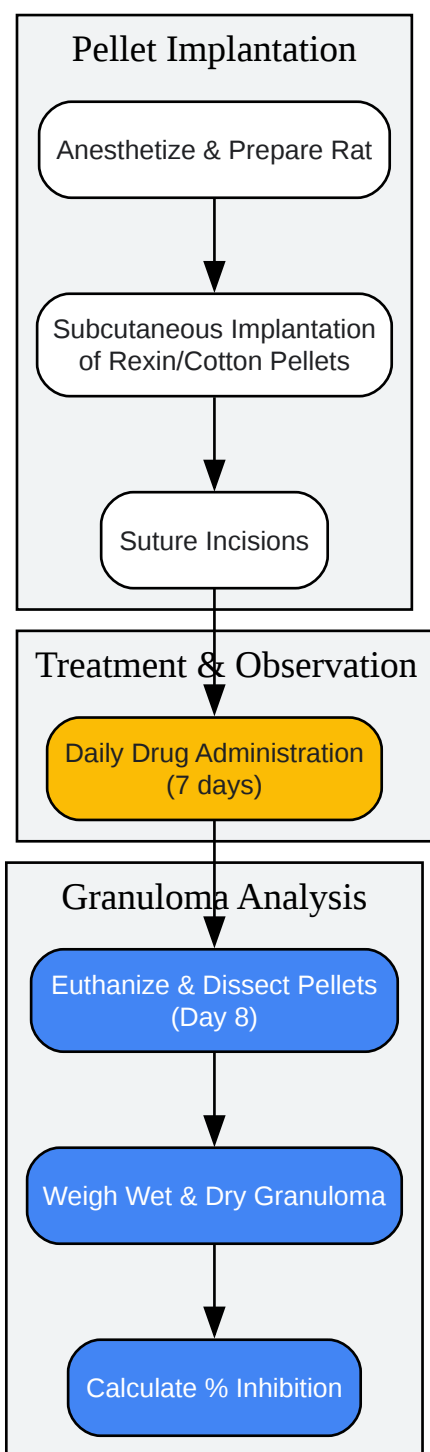 Pellet Implantation
Anesthetize & Prepare Rat
Subcutaneous Implantation
of Rexin/Cotton Pellets
Suture Incisions
Treatment & Observation
Daily Drug Administration
(7 days)
Granuloma Analysis
Euthanize & Dissect Pellets
(Day 8)
Weigh Wet & Dry Granuloma
Calculate % Inhibition